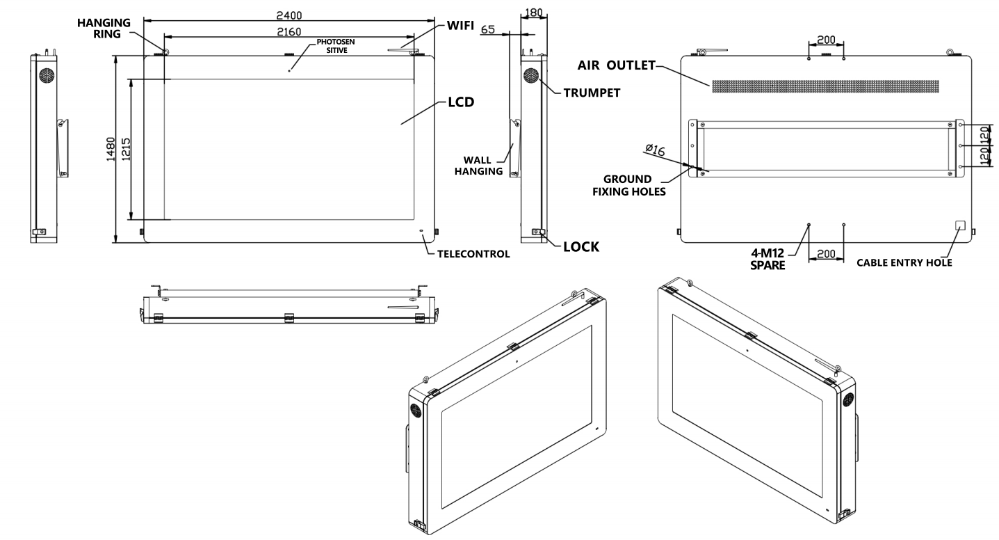 HANGING
RING
2400
2160
PHOTOSEN
SITIVE
WIFI
LCD
1480
1215
TELECONTROL
180
65
TRUMPET
WALL
HANGING
LOCK
200
AIR OUTLET
120
120
Ø16
GROUND
FIXING HOLES
4-M12
SPARE
200
CABLE ENTRY HOLE